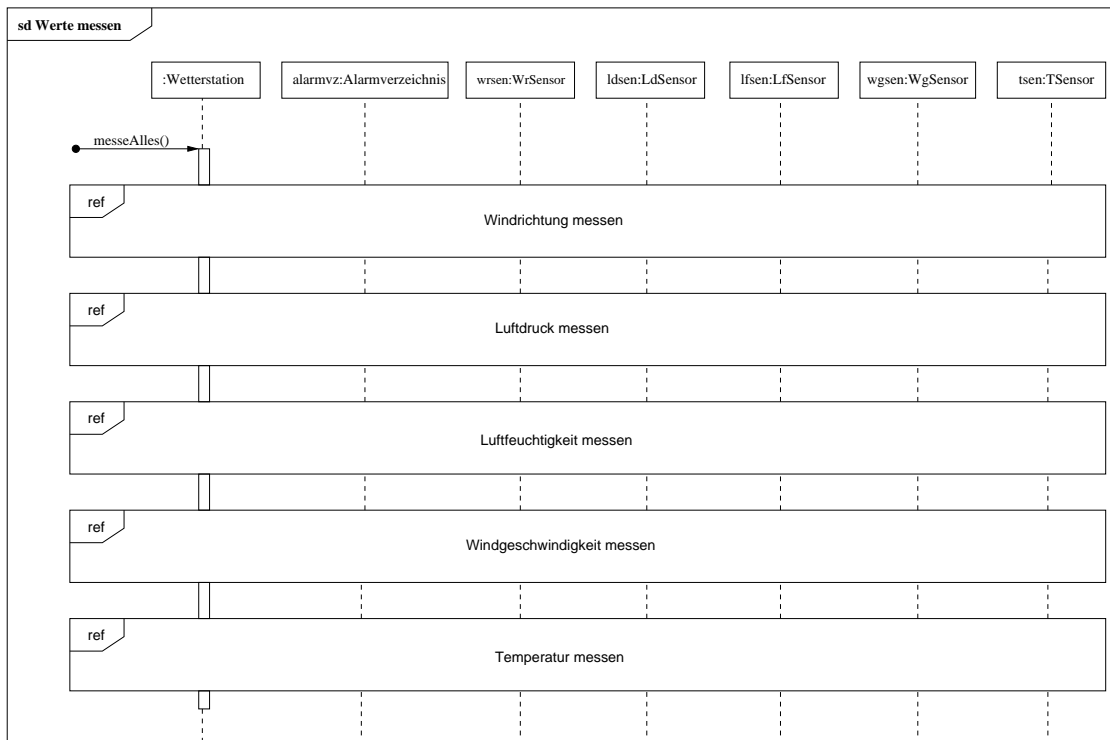 sd Werte messen
:Wetterstation
alarmvz:Alarmverzeichnis
wrsen:WrSensor
ldsen:LdSensor
lfsen:LfSensor
wgsen:WgSensor
tsen:TSensor
messeAlles()
ref
Windrichtung messen
ref
Luftdruck messen
ref
Luftfeuchtigkeit messen
ref
Windgeschwindigkeit messen
ref
Temperatur messen